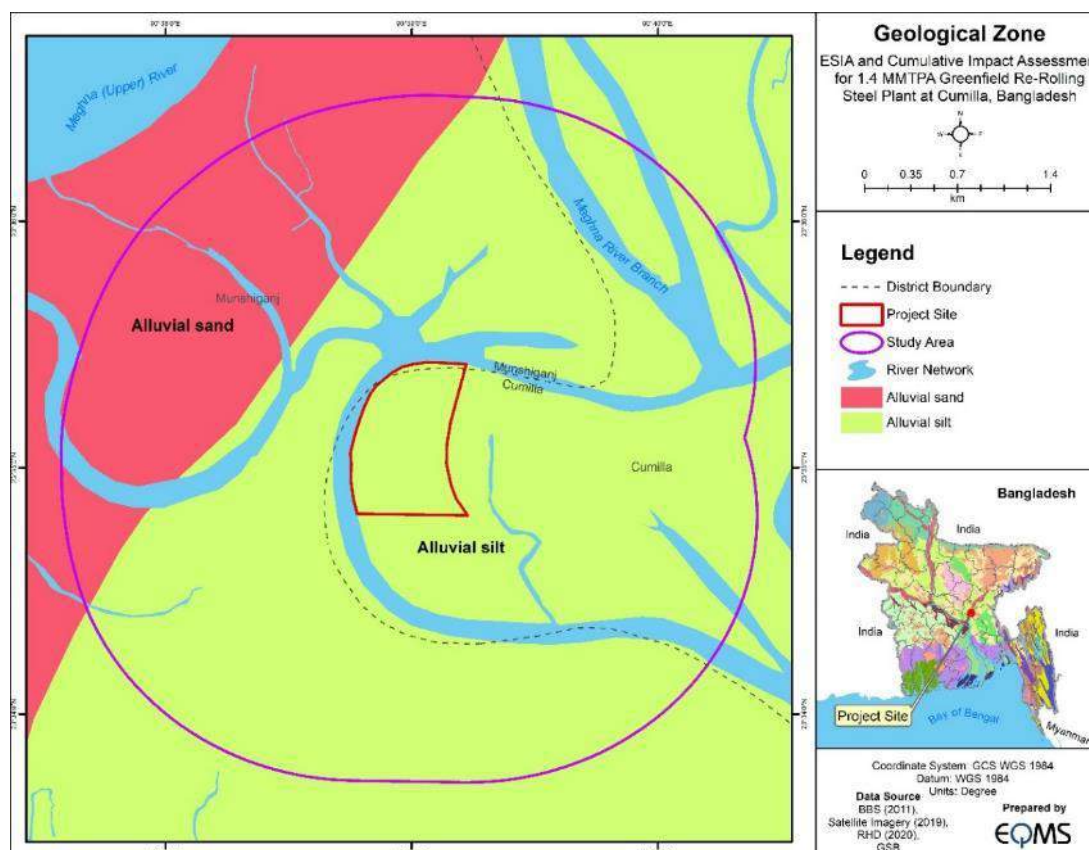 Geological Zone
ESIA and Cumulative Impact Assessmen
for 1.4 MMTPA Greenfield Re-Rolling
Steel Plant at Cumilla, Bangladesh
N
W
E
S
0 0.35 0.7 1.4
km
Legend
District Boundary
Project Site
Study Area
River Network
Alluvial sand
Alluvial silt
Bangladesh
India
India
India
India
Project Site
Bay of Bengal
Myanmar
Coordinate System: GCS WGS 1984
Datum: WGS 1984
Units: Degree
Data Source
BBS (2011),
Satellite Imagery (2019),
RHD (2020),
GSB
Prepared by
EQMS
Meghna (Upper) River
Munshiganj
Alluvial sand
Meghna River Branch
Munshiganj
Cumilla
Cumilla
Alluvial silt